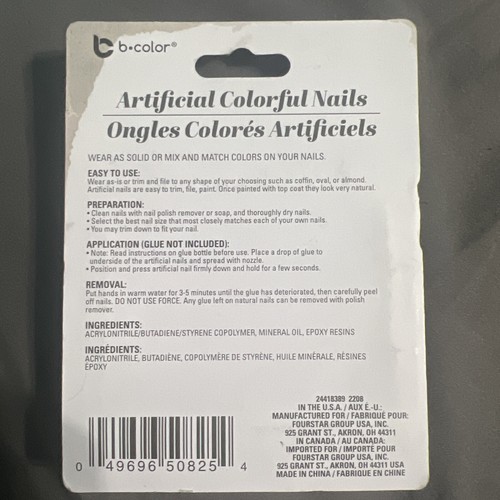 b•color®
Artificial Colorful Nails
Ongles Colorés Artificiels
WEAR AS SOLID OR MIX AND MATCH COLORS ON YOUR NAILS.
EASY TO USE:
Wear as-is or trim and file to any shape of your choosing such as coffin, oval, or almond.
Artificial nails are easy to trim, file, paint. Once painted with top coat they look very natural.
PREPARATION:
• Clean nails with nail polish remover or soap, and thoroughly dry nails.
• Select the best nail size that most closely matches each of your own nails.
• You may trim down to fit your nail.
APPLICATION (GLUE NOT INCLUDED):
• Note: Read instructions on glue bottle before use. Place a drop of glue to
underside of the artificial nails and spread with nozzle.
• Position and press artificial nail firmly down and hold for a few seconds.
REMOVAL:
Put hands in warm water for 3-5 minutes until the glue has deteriorated, then carefully peel
off nails. DO NOT USE FORCE. Any glue left on natural nails can be removed with polish
remover.
INGREDIENTS:
ACRYLONITRILE/BUTADIENE/STYRENE COPOLYMER, MINERAL OIL, EPOXY RESINS
INGRÉDIENTS:
ACRYLONITRILE, BUTADIÈNE, COPOLYMÈRE DE STYRÈNE, HUILE MINÉRALE, RÉSINES
ÉPOXY
24418389 2208
IN THE U.S.A. / AUX É.-U.:
MANUFACTURED FOR / FABRIQUÉ POUR:
FOURSTAR GROUP USA, INC.
925 GRANT ST., AKRON, OH 44311
IN CANADA / AU CANADA:
IMPORTED FOR / IMPORTÉ POUR
FOURSTAR GROUP USA, INC.
925 GRANT ST., AKRON, OH 44311 USA
MADE IN CHINA / FABRIQUÉ EN CHINE
0 49696 50825 4